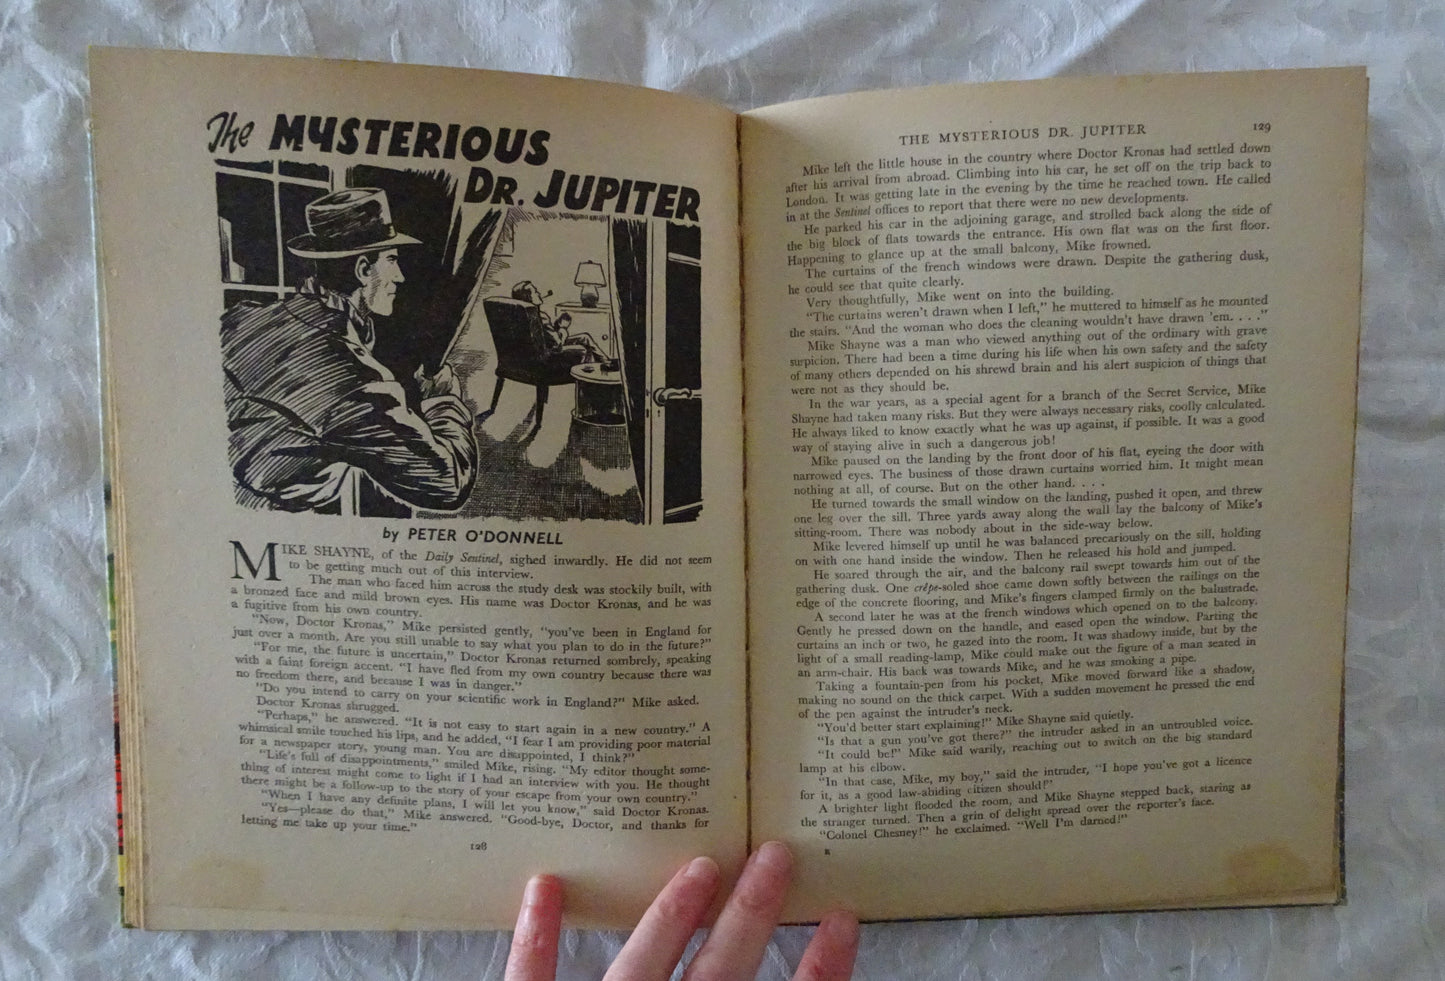 The MYSTERIOUS
DR. JUPITER
by PETER O'DONNELL
MIKE SHAYNE, of the Daily Sentinel, sighed inwardly. He did not seem
to be getting much out of this interview.
The man who faced him across the study desk was stockily built, with
a bronzed face and mild brown eyes. His name was Doctor Kronas, and he was
a fugitive from his own country.
"Now, Doctor Kronas," Mike persisted gently, "you've been in England for
just over a month. Are you still unable to say what you plan to do in the future?"
"For me, the future is uncertain," Doctor Kronas returned sombrely, speaking
with a faint foreign accent. "I have fled from my own country because there was
no freedom there, and because I was in danger."
"Do you intend to carry on your scientific work in England?" Mike asked.
Doctor Kronas shrugged.
"Perhaps," he answered. "It is not easy to start again in a new country." A
whimsical smile touched his lips, and he added, "I fear I am providing poor material
for a newspaper story, young man. You are disappointed, I think?"
"Life's full of disappointments," smiled Mike, rising. "My editor thought some-
thing of interest might come to light if I had an interview with you. He thought
there might be a follow-up to the story of your escape from your own country."
"When I have any definite plans, I will let you know," said Doctor Kronas.
"Yes—please do that," Mike answered. "Good-bye, Doctor, and thanks for
letting me take up your time."
128
THE MYSTERIOUS DR. JUPITER 129
Mike left the little house in the country where Doctor Kronas had settled down
after his arrival from abroad. Climbing into his car, he set off on the trip back to
London. It was getting late in the evening by the time he reached town. He called
in at the Sentinel offices to report that there were no new developments.
He parked his car in the adjoining garage, and strolled back along the side of
the big block of flats towards the entrance. His own flat was on the first floor.
Happening to glance up at the small balcony, Mike frowned.
The curtains of the french windows were drawn. Despite the gathering dusk,
he could see that quite clearly.
Very thoughtfully, Mike went on into the building.
"The curtains weren't drawn when I left," he muttered to himself as he mounted
the stairs. "And the woman who does the cleaning wouldn't have drawn 'em. . . ."
Mike Shayne was a man who viewed anything out of the ordinary with grave
suspicion. There had been a time during his life when his own safety and the safety
of many others depended on his shrewd brain and his alert suspicion of things that
were not as they should be.
In the war years, as a special agent for a branch of the Secret Service, Mike
Shayne had taken many risks. But they were always necessary risks, coolly calculated.
He always liked to know exactly what he was up against, if possible. It was a good
way of staying alive in such a dangerous job!
Mike paused on the landing by the front door of his flat, eyeing the door with
narrowed eyes. The business of those drawn curtains worried him. It might mean
nothing at all, of course. But on the other hand. . . .
He turned towards the small window on the landing, pushed it open, and threw
one leg over the sill. Three yards away along the wall lay the balcony of Mike's
sitting-room. There was nobody about in the side-way below.
Mike levered himself up until he was balanced precariously on the sill, holding
on with one hand inside the window. Then he released his hold and jumped.
He soared through the air, and the balcony rail swept towards him out of the
gathering dusk. One crêpe-soled shoe came down softly between the railings on the
edge of the concrete flooring, and Mike's fingers clamped firmly on the balustrade.
A second later he was at the french windows which opened on to the balcony.
Gently he pressed down on the handle, and eased open the window. Parting the
curtains an inch or two, he gazed into the room. It was shadowy inside, but by the
light of a small reading-lamp, Mike could make out the figure of a man seated in
an arm-chair. His back was towards Mike, and he was smoking a pipe.
Taking a fountain-pen from his pocket, Mike moved forward like a shadow,
making no sound on the thick carpet. With a sudden movement he pressed the end
of the pen against the intruder's neck.
"You'd better start explaining!" Mike Shayne said quietly.
"Is that a gun you've got there?" the intruder asked in an untroubled voice.
"It could be!" Mike said warily, reaching out to switch on the big standard
lamp at his elbow.
"In that case, Mike, my boy," said the intruder, "I hope you've got a licence
for it, as a good law-abiding citizen should!"
A brighter light flooded the room, and Mike Shayne stepped back, staring as
the stranger turned. Then a grin of delight spread over the reporter's face.
"Colonel Chesney!" he exclaimed. "Well I'm darned!"